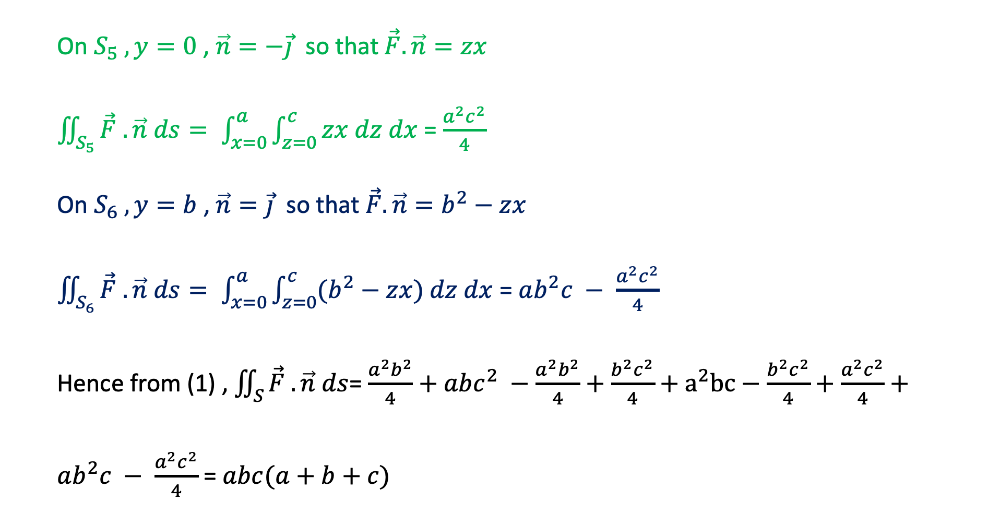 On $S_5 , y = 0 , \vec{n} = -\vec{j}$ so that $\vec{F}.\vec{n} = zx$
$\iint_{S_5} \vec{F}.\vec{n}\, ds = \int_{x=0}^{a} \int_{z=0}^{c} zx\, dz\, dx = \frac{a^2c^2}{4}$
On $S_6 , y = b , \vec{n} = \vec{j}$ so that $\vec{F}.\vec{n} = b^2 - zx$
$\iint_{S_6} \vec{F}.\vec{n}\, ds = \int_{x=0}^{a} \int_{z=0}^{c} (b^2 - zx)\, dz\, dx = ab^2c - \frac{a^2c^2}{4}$
Hence from (1) , $\iint_{S} \vec{F}.\vec{n}\, ds = \frac{a^2b^2}{4} + abc^2 - \frac{a^2b^2}{4} + \frac{b^2c^2}{4} + a^2bc - \frac{b^2c^2}{4} + \frac{a^2c^2}{4} +$
$ab^2c - \frac{a^2c^2}{4} = abc(a + b + c)$